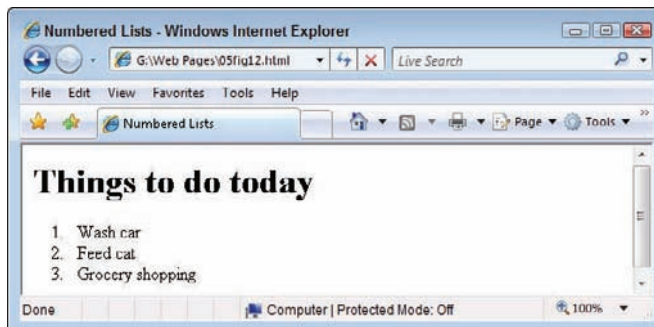 Numbered Lists - Windows Internet Explorer
G:\Web Pages\05fig12.html Live Search
File Edit View Favorites Tools Help
Numbered Lists Page Tools
Things to do today
1. Wash car
2. Feed cat
3. Grocery shopping
Done Computer | Protected Mode: Off 100%